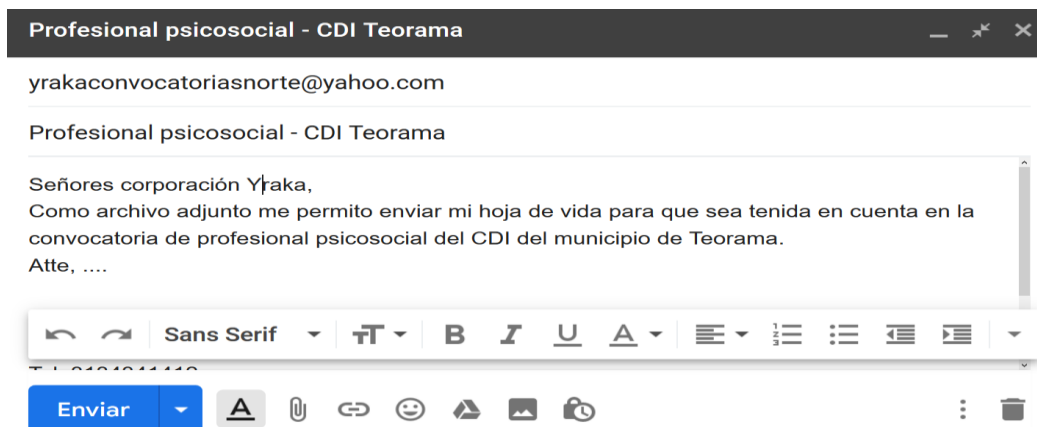 Profesional psicosocial - CDI Teorama
yrakaconvocatoriasnorte@yahoo.com
Profesional psicosocial - CDI Teorama
Señores corporación Yraka,
Como archivo adjunto me permito enviar mi hoja de vida para que sea tenida en cuenta en la
convocatoria de profesional psicosocial del CDI del municipio de Teorama.
Atte, ....
Sans Serif
Enviar